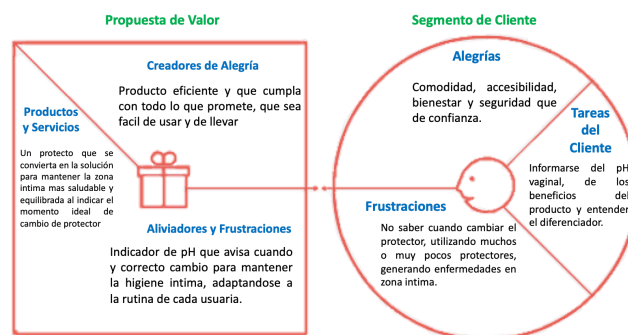 Propuesta de Valor
Creadores de Alegría
Producto eficiente y que cumpla
con todo lo que promete, que sea
facil de usar y de llevar
Productos
y Servicios
Un protecto que se
convierta en la solución
para mantener la zona
intima mas saludable y
equilibrada al indicar el
momento ideal de
cambio de protector
Aliviadores y Frustraciones
Indicador de pH que avisa cuando
y correcto cambio para mantener
la higiene intima, adaptandose a
la rutina de cada usuaria.
Segmento de Cliente
Alegrías
Comodidad, accesibilidad,
bienestar y seguridad que
de confianza.
Tareas
del
Cliente
Informarse del pH
vaginal, de los
beneficios del
producto y entender
el diferenciador.
Frustraciones
No saber cuando cambiar el
protector, utilizando muchos
o muy pocos protectores,
generando enfermedades en
zona intima.